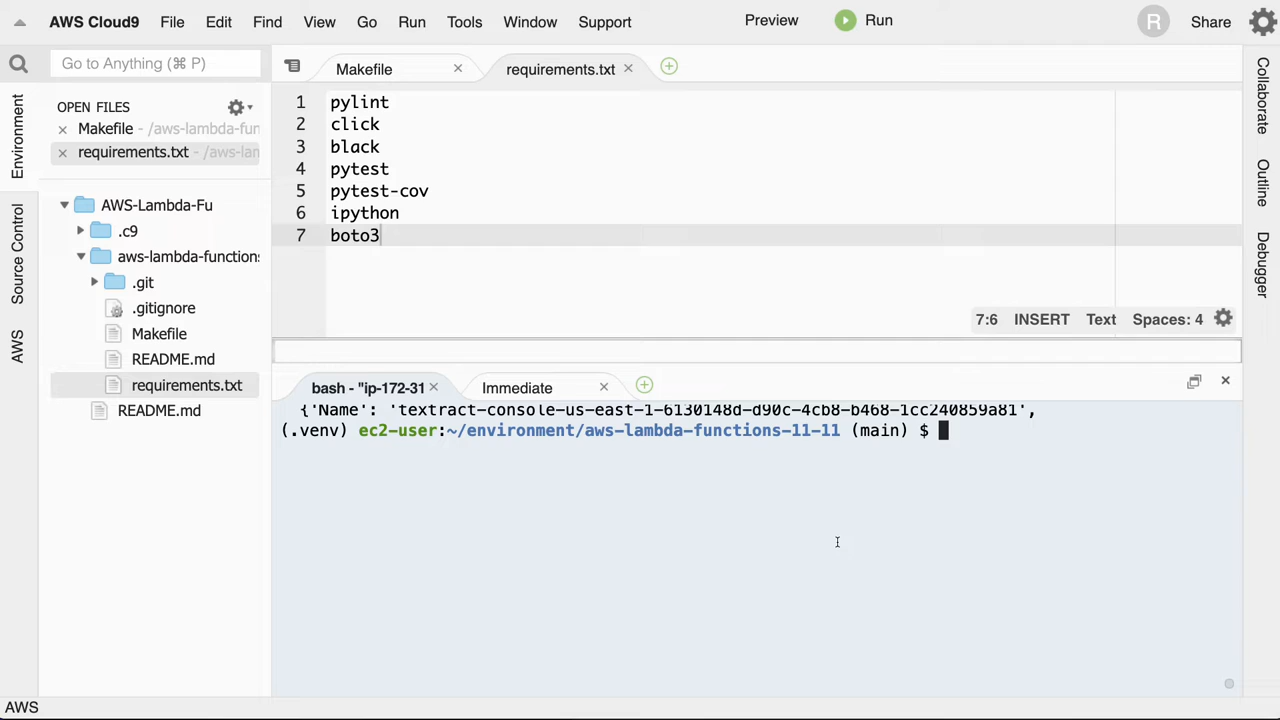 AWS Cloud9 File Edit Find View Go Run Tools Window Support Preview Run R Share
Go to Anything (⌘ P)
Makefile
requirements.txt
OPEN FILES
Makefile - /aws-lambda-fun
requirements.txt - /aws-lam
AWS-Lambda-Fu
.c9
aws-lambda-functions
.git
.gitignore
Makefile
README.md
requirements.txt
README.md
Environment
Source Control
AWS
1 pylint
2 click
3 black
4 pytest
5 pytest-cov
6 ipython
7 boto3
7:6 INSERT Text Spaces: 4
Collaborate
Outline
Debugger
bash - "ip-172-31
Immediate
{'Name': 'textract-console-us-east-1-6130148d-d90c-4cb8-b468-1cc240859a81',
(.venv) ec2-user:~/environment/aws-lambda-functions-11-11 (main) $
AWS